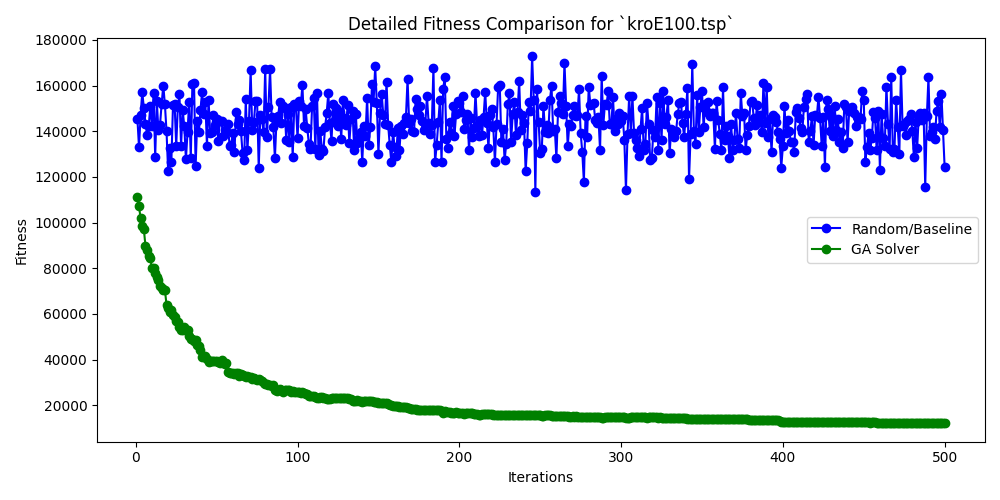 Detailed Fitness Comparison for `kroE100.tsp`
180000
160000
140000
120000
100000
80000
60000
40000
20000
Fitness
Random/Baseline
GA Solver
0 100 200 300 400 500
Iterations